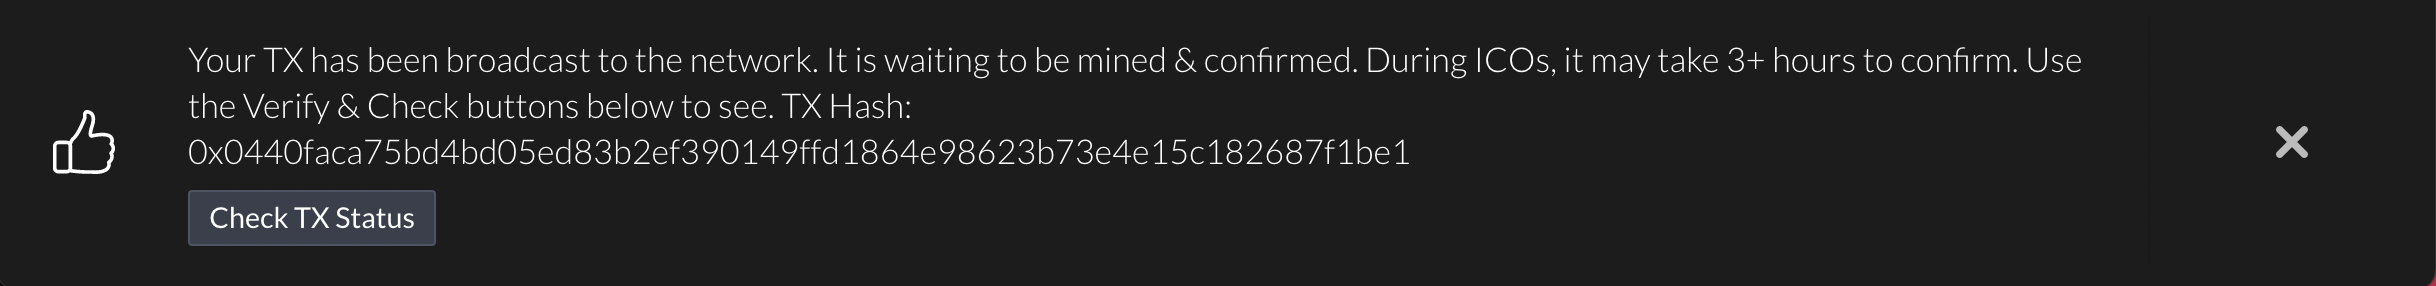 Your TX has been broadcast to the network. It is waiting to be mined & confirmed. During ICOs, it may take 3+ hours to confirm. Use
the Verify & Check buttons below to see. TX Hash:
0x0440faca75bd4bd05ed83b2ef390149ffd1864e98623b73e4e15c182687f1be1
Check TX Status